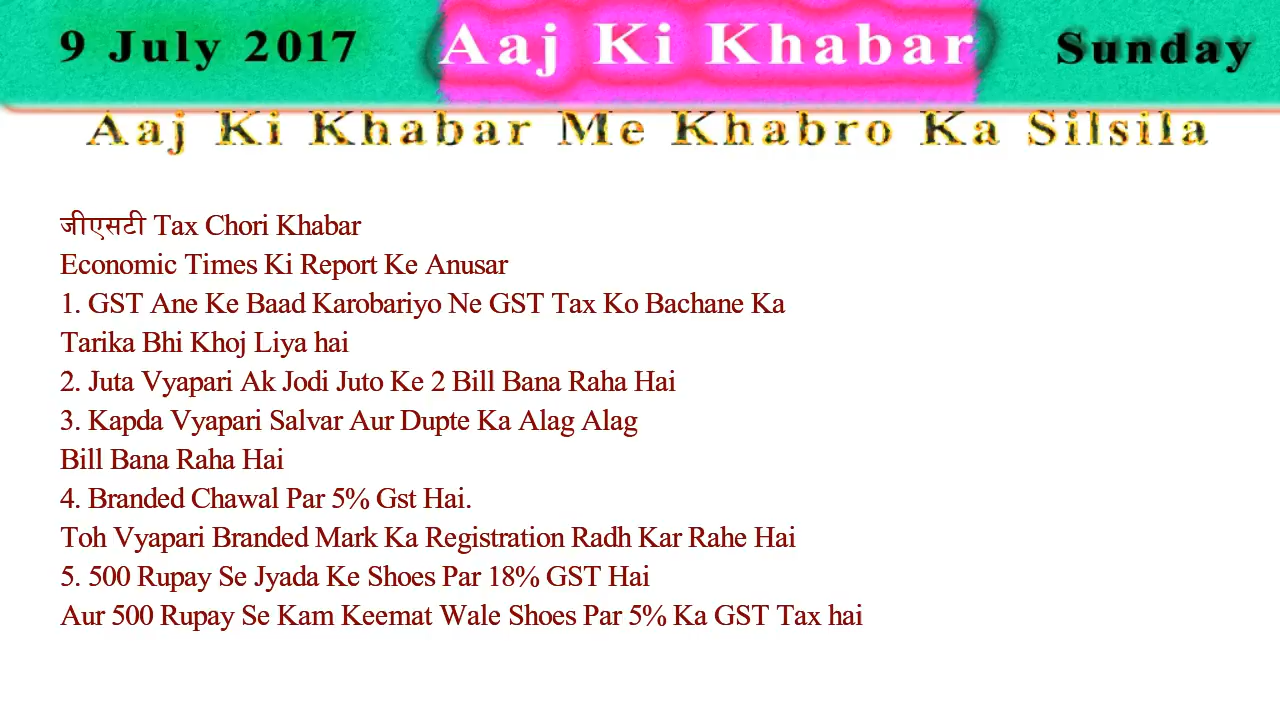 9 July 2017 Aaj Ki Khabar Sunday
Aaj Ki Khabar Me Khabro Ka Silsila
जीएसटी Tax Chori Khabar
Economic Times Ki Report Ke Anusar
1. GST Ane Ke Baad Karobariyo Ne GST Tax Ko Bachane Ka
Tarika Bhi Khoj Liya hai
2. Juta Vyapari Ak Jodi Juto Ke 2 Bill Bana Raha Hai
3. Kapda Vyapari Salvar Aur Dupte Ka Alag Alag
Bill Bana Raha Hai
4. Branded Chawal Par 5% Gst Hai.
Toh Vyapari Branded Mark Ka Registration Radh Kar Rahe Hai
5. 500 Rupay Se Jyada Ke Shoes Par 18% GST Hai
Aur 500 Rupay Se Kam Keemat Wale Shoes Par 5% Ka GST Tax hai